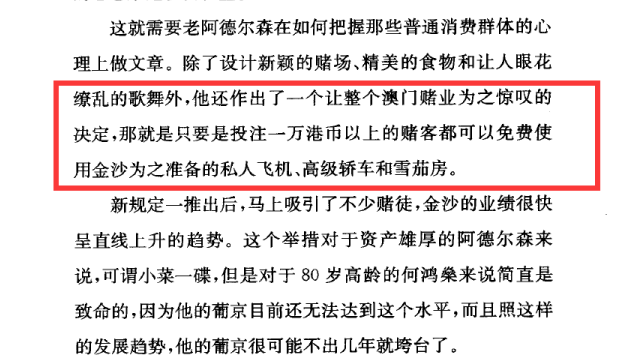 这就需要老阿德尔森在如何把握那些普通消费群体的心
理上做文章。除了设计新颖的赌场、精美的食物和让人眼花
缭乱的歌舞外,他还作出了一个让整个澳门赌业为之惊叹的
决定,那就是只要是投注一万港币以上的赌客都可以免费使
用金沙为之准备的私人飞机、高级轿车和雪茄房。
新规定一推出后,马上吸引了不少赌徒,金沙的业绩很快
呈直线上升的趋势。这个举措对于资产雄厚的阿德尔森来
说,可谓小菜一碟,但是对于 80 岁高龄的何鸿燊来说简直是
致命的,因为他的葡京目前还无法达到这个水平,而且照这样
的发展趋势,他的葡京很可能不出几年就垮台了。